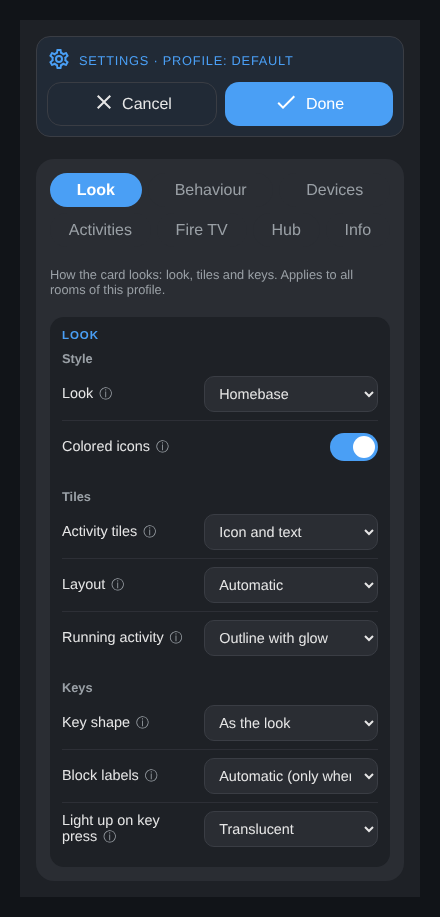 SETTINGS · PROFILE: DEFAULT
Cancel
Done
Look
Behaviour
Devices
Activities
Fire TV
Hub
Info
How the card looks: look, tiles and keys. Applies to all
rooms of this profile.
LOOK
Style
Look ⓘ
Homebase
Colored icons ⓘ
Tiles
Activity tiles ⓘ
Icon and text
Layout ⓘ
Automatic
Running activity ⓘ
Outline with glow
Keys
Key shape ⓘ
As the look
Block labels ⓘ
Automatic (only when
Light up on key
press ⓘ
Translucent